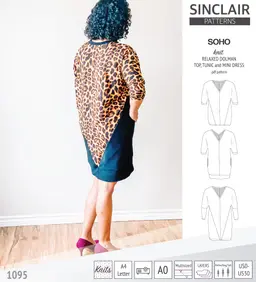 SINCLAIR
PATTERNS
SOHO
knit
RELAXED DOLMAN
TOP, TUNIC and MINI DRESS
pdf pattern
1095
Knits
A4
Letter
A0
LAYERS
US0-
US30